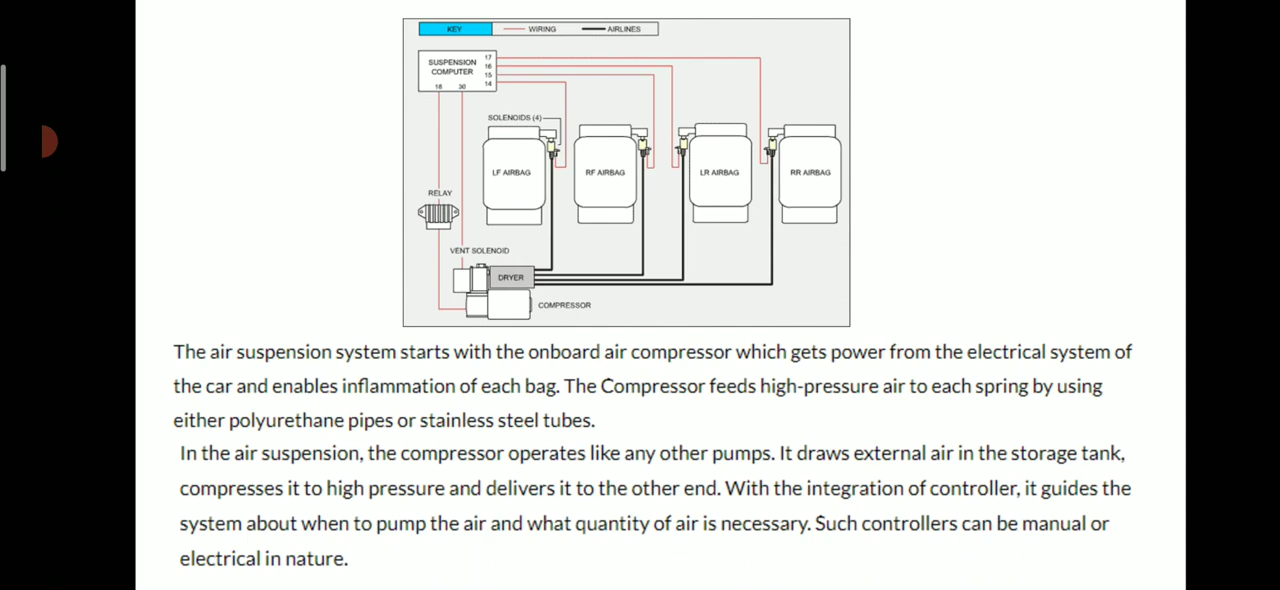 KEY WIRING AIRLINES
SUSPENSION 17
COMPUTER 16
15
14
18 30
SOLENOIDS (4)
LF AIRBAG RF AIRBAG LR AIRBAG RR AIRBAG
RELAY
VENT SOLENOID
DRYER
COMPRESSOR
The air suspension system starts with the onboard air compressor which gets power from the electrical system of
the car and enables inflammation of each bag. The Compressor feeds high-pressure air to each spring by using
either polyurethane pipes or stainless steel tubes.
In the air suspension, the compressor operates like any other pumps. It draws external air in the storage tank,
compresses it to high pressure and delivers it to the other end. With the integration of controller, it guides the
system about when to pump the air and what quantity of air is necessary. Such controllers can be manual or
electrical in nature.